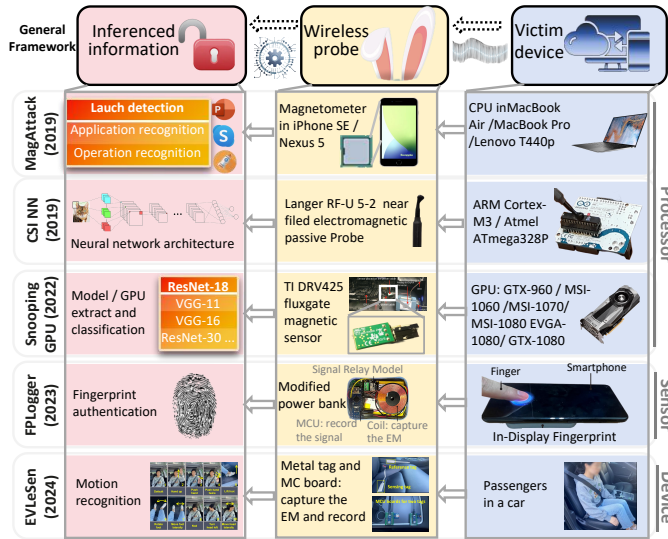 General
Framework
Inferenced
information
Wireless
probe
Victim
device
MagAttack
(2019)
Lauch detection
Application recognition
Operation recognition
Magnetometer
in iPhone SE /
Nexus 5
CPU inMacBook
Air /MacBook Pro
/Lenovo T440p
CSI NN
(2019)
Neural network architecture
Langer RF-U 5-2 near
filed electromagnetic
passive Probe
ARM Cortex-
M3 / Atmel
ATmega328P
Processor
Snooping
GPU (2022)
Model / GPU
extract and
classification
ResNet-18
VGG-11
VGG-16
ResNet-30 ...
TI DRV425
fluxgate
magnetic
sensor
GPU: GTX-960 / MSI-
1060 /MSI-1070/
MSI-1080 EVGA-
1080/ GTX-1080
FPLogger
(2023)
Fingerprint
authentication
Signal Relay Model
Modified
power bank
MCU: record
the signal
Coil: capture
the EM
Finger
Smartphone
In-Display Fingerprint
Sensor
EVLeSen
(2024)
Motion
recognition
Metal tag and
MC board:
capture the
EM and record
Sensing tag
Passengers
in a car
Device